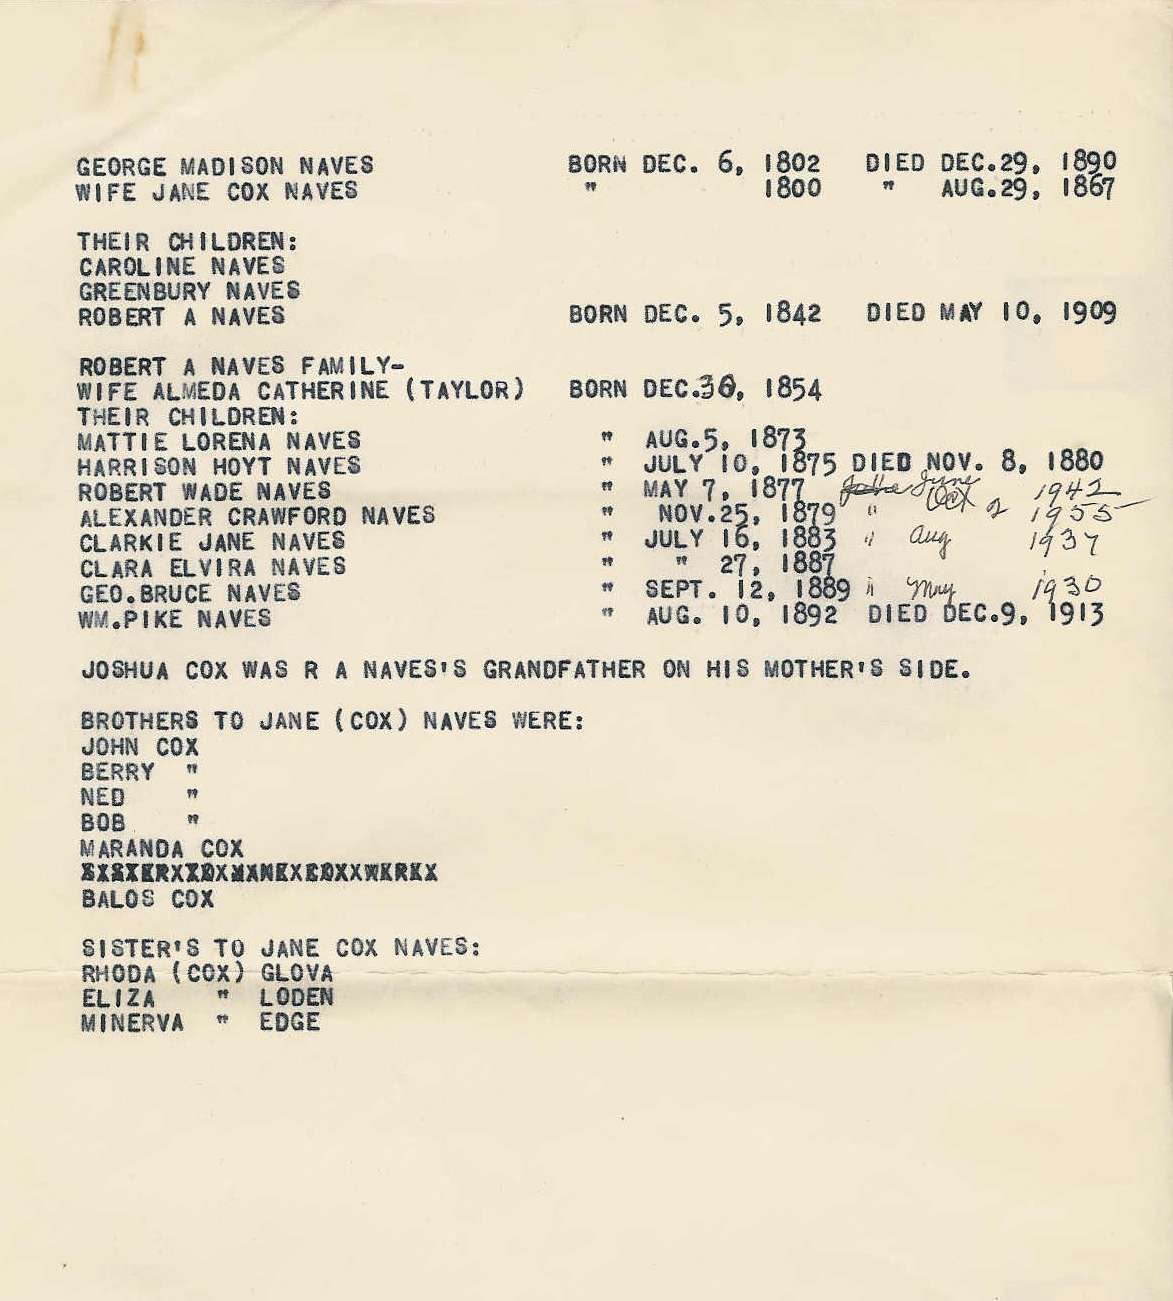 GEORGE MADISON NAVES BORN DEC. 6, 1802 DIED DEC.29, 1890
WIFE JANE COX NAVES " 1800 " AUG.29, 1867
THEIR CHILDREN:
CAROLINE NAVES
GREENBURY NAVES
ROBERT A NAVES BORN DEC. 5, 1842 DIED MAY 10, 1909
ROBERT A NAVES FAMILY-
WIFE ALMEDA CATHERINE (TAYLOR) BORN DEC.30, 1854
THEIR CHILDREN:
MATTIE LORENA NAVES " AUG.5, 1873
HARRISON HOYT NAVES " JULY 10, 1875 DIED NOV. 8, 1880
ROBERT WADE NAVES " MAY 7, 1877 June 1942
ALEXANDER CRAWFORD NAVES " NOV.25, 1879 " Oct 1955
CLARKIE JANE NAVES " JULY 16, 1883 " Aug 1937
CLARA ELVIRA NAVES " " 27, 1887
GEO.BRUCE NAVES " SEPT. 12, 1889 " May 1930
WM.PIKE NAVES " AUG. 10, 1892 DIED DEC.9, 1913
JOSHUA COX WAS R A NAVES'S GRANDFATHER ON HIS MOTHER'S SIDE.
BROTHERS TO JANE (COX) NAVES WERE:
JOHN COX
BERRY "
NED "
BOB "
MARANDA COX
BALOS COX
SISTER'S TO JANE COX NAVES:
RHODA (COX) GLOVA
ELIZA " LODEN
MINERVA " EDGE